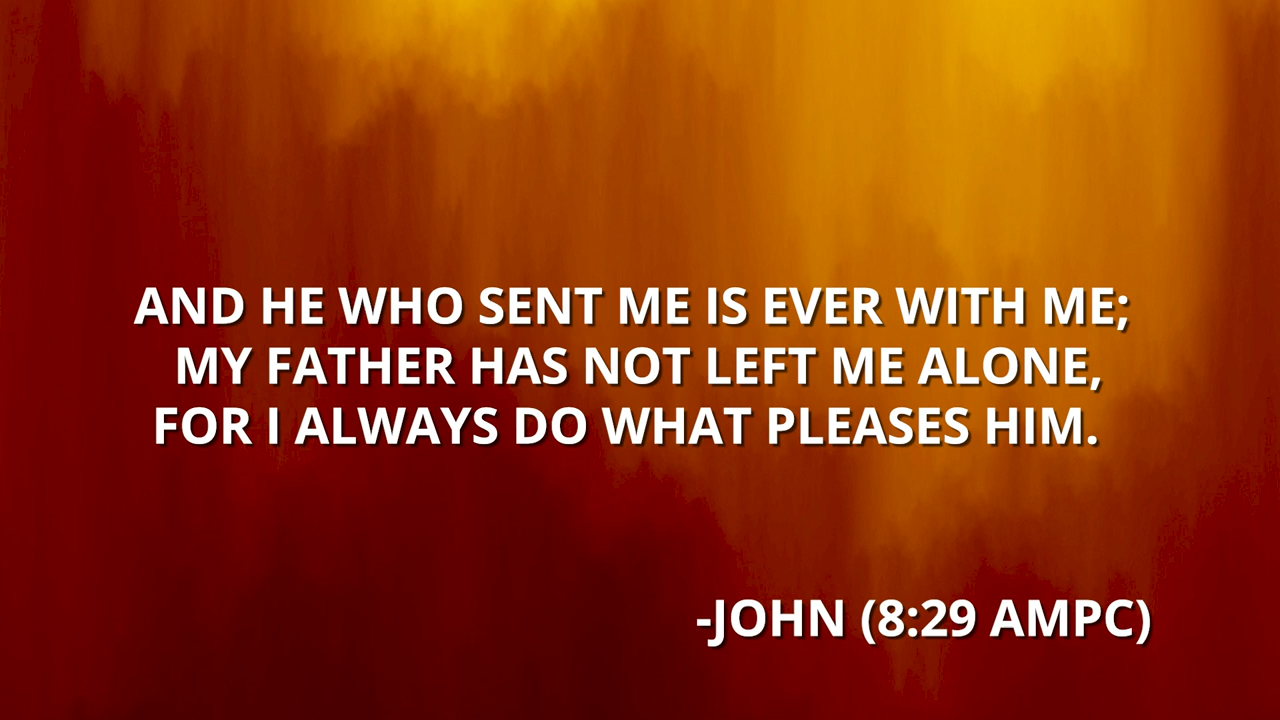 AND HE WHO SENT ME IS EVER WITH ME;
MY FATHER HAS NOT LEFT ME ALONE,
FOR I ALWAYS DO WHAT PLEASES HIM.
-JOHN (8:29 AMPC)